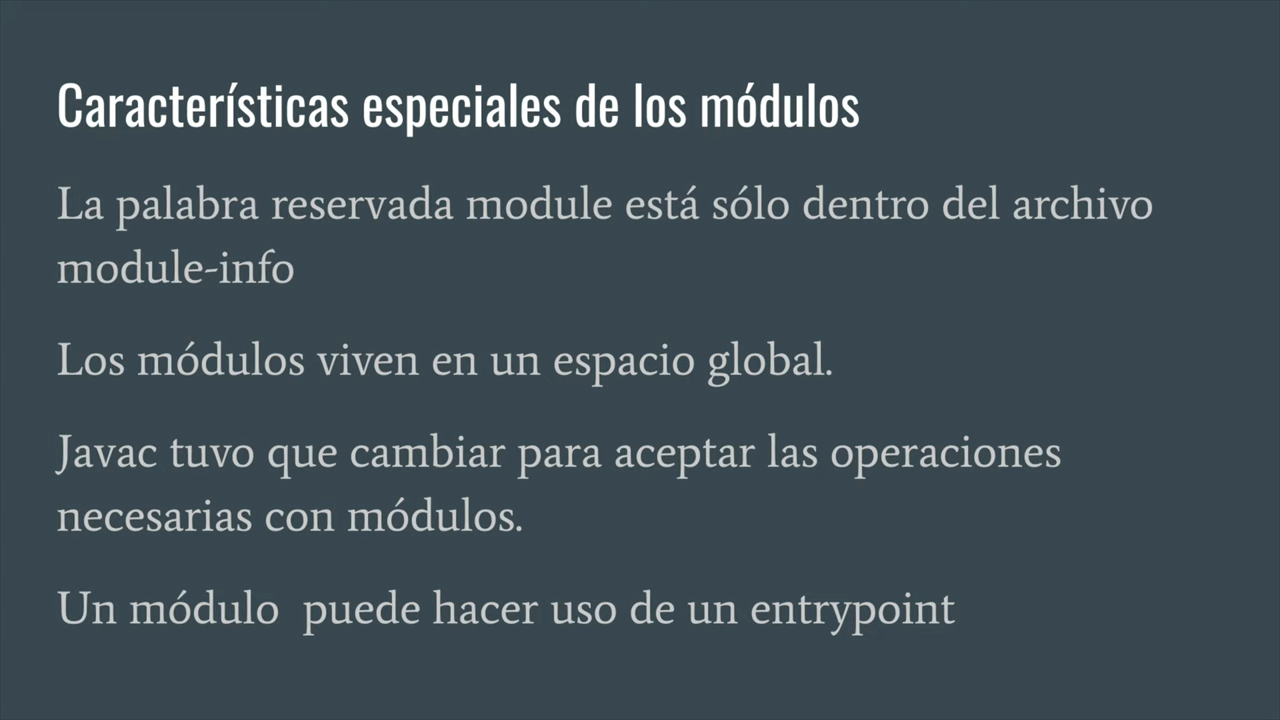 Características especiales de los módulos
La palabra reservada module está sólo dentro del archivo
module-info
Los módulos viven en un espacio global.
Javac tuvo que cambiar para aceptar las operaciones
necesarias con módulos.
Un módulo  puede hacer uso de un entrypoint